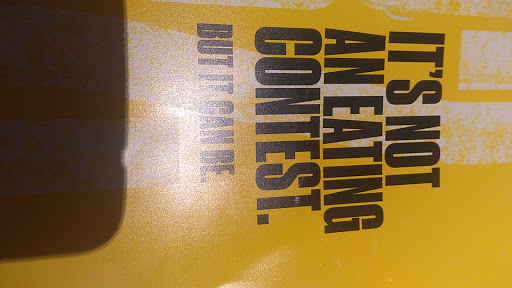 IT'S NOT
AN EATING
CONTEST.
BUT IT CAN BE.